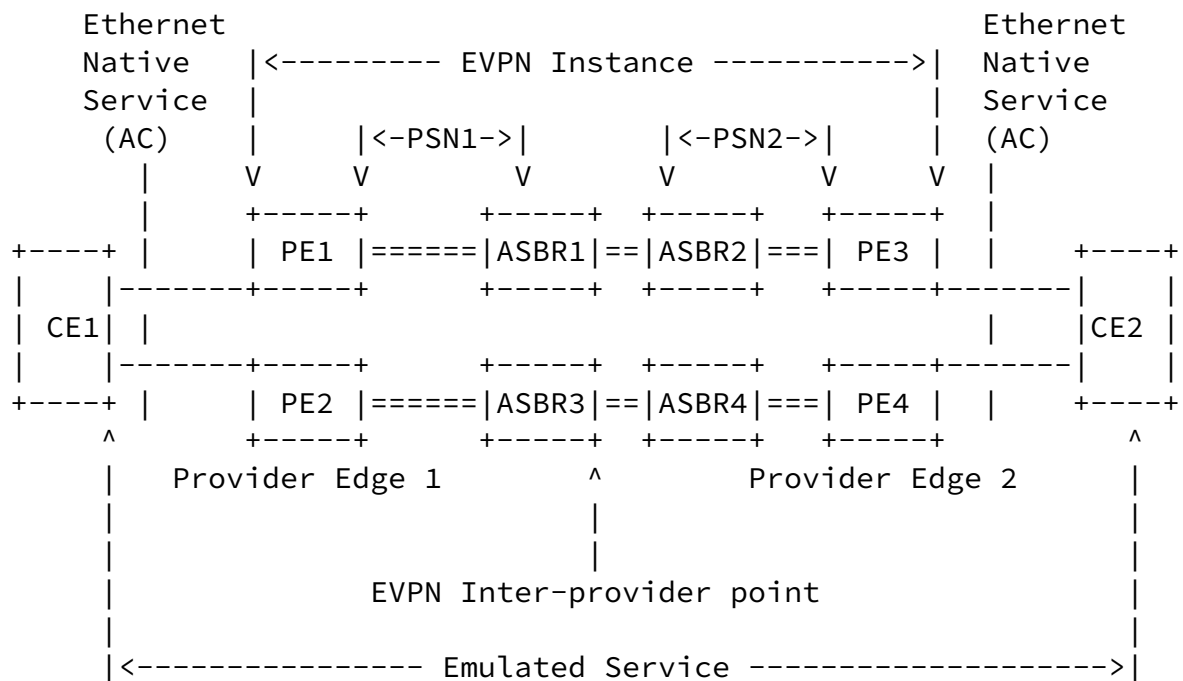 Ethernet                                          Ethernet
     Native   |<--------- EVPN Instance ----------->|  Native
     Service  |                                     |  Service
      (AC)    |     |<-PSN1->|       |<-PSN2->|     |  (AC)
        |     V     V        V       V        V     V  |
        |     +-----+      +-----+  +-----+   +-----+  |
 +----+ |     | PE1 |======|ASBR1|==|ASBR2|===| PE3 |  |    +----+
 |    |-------+-----+      +-----+  +-----+   +-----+-------|    |
 | CE1| |                                              |    |CE2 |
 |    |-------+-----+      +-----+  +-----+   +-----+-------|    |
 +----+ |     | PE2 |======|ASBR3|==|ASBR4|===| PE4 |  |    +----+
      ^       +-----+      +-----+  +-----+   +-----+          ^
      |   Provider Edge 1        ^        Provider Edge 2      |
      |                          |                             |
      |                          |                             |
      |              EVPN Inter-provider point                 |
      |                                                        |
      |<---------------- Emulated Service -------------------->|